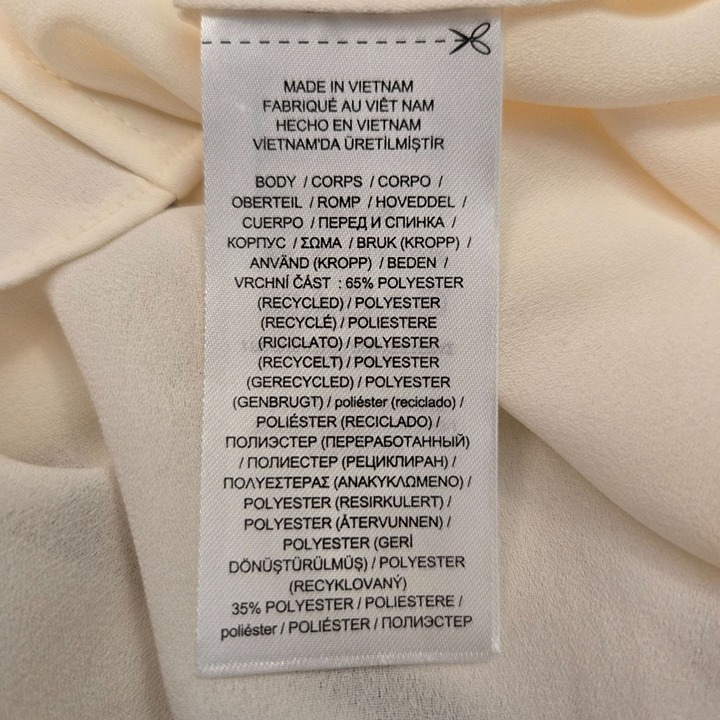 MADE IN VIETNAM
FABRIQUÉ AU VIÊT NAM
HECHO EN VIETNAM
VİETNAM'DA ÜRETİLMİŞTİR
BODY / CORPS / CORPO /
OBERTEIL / ROMP / HOVEDDEL /
CUERPO / ПЕРЕД И СПИНКА /
КОРПУС / ΣΩΜΑ / BRUK (KROPP) /
ANVÄND (KROPP) / BEDEN /
VRCHNÍ ČÁST : 65% POLYESTER
(RECYCLED) / POLYESTER
(RECYCLÉ) / POLIESTERE
(RICICLATO) / POLYESTER
(RECYCELT) / POLYESTER
(GERECYCLED) / POLYESTER
(GENBRUGT) / poliéster (reciclado) /
POLIÉSTER (RECICLADO) /
ПОЛИЭСТЕР (ПЕРЕРАБОТАННЫЙ)
/ ПОЛИЕСТЕР (РЕЦИКЛИРАН) /
ΠΟΛΥΕΣΤΕΡΑΣ (ΑΝΑΚΥΚΛΩΜΕΝΟ) /
POLYESTER (RESIRKULERT) /
POLYESTER (ÅTERVUNNEN) /
POLYESTER (GERİ
DÖNÜŞTÜRÜLMÜŞ) / POLYESTER
(RECYKLOVANÝ)
35% POLYESTER / POLIESTERE /
poliéster / POLIÉSTER / ПОЛИЭСТЕР